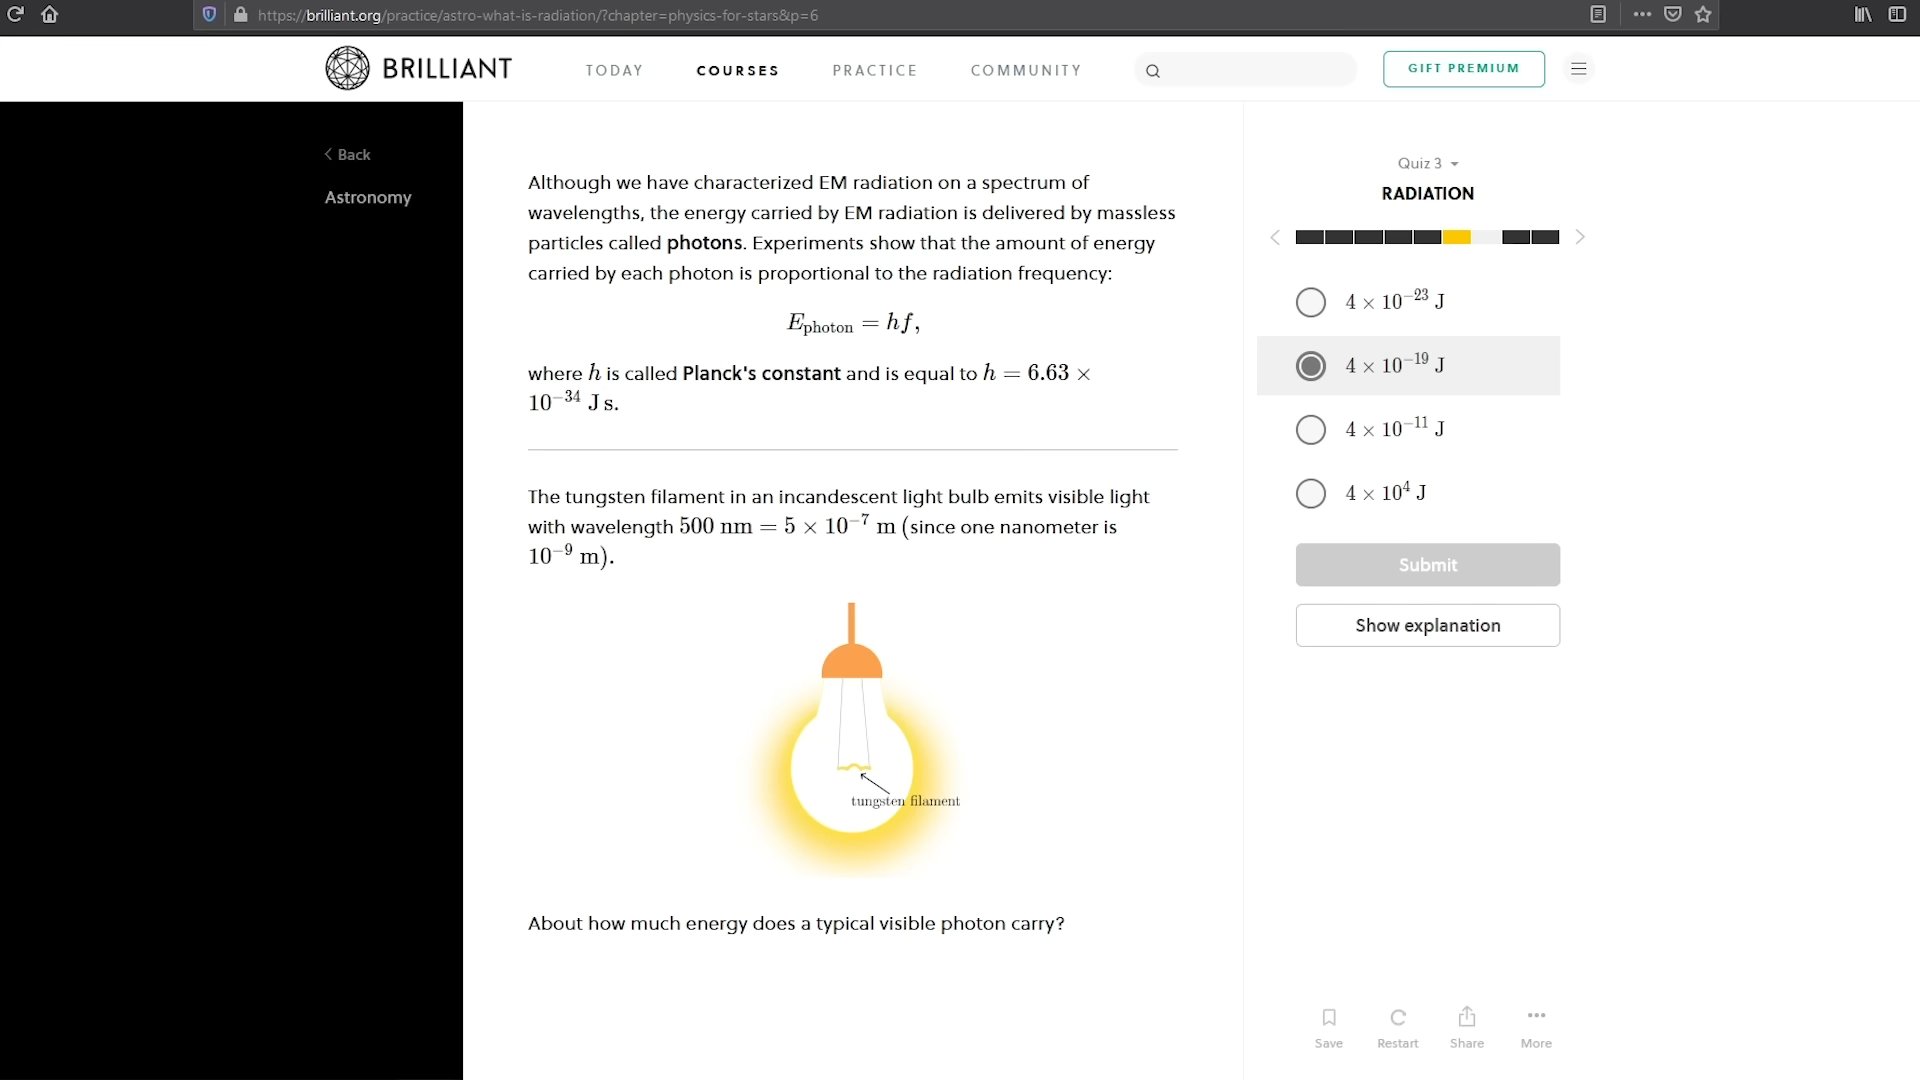 https://brilliant.org/practice/astro-what-is-radiation/?chapter=physics-for-stars&p=6
BRILLIANT
TODAY
COURSES
PRACTICE
COMMUNITY
GIFT PREMIUM
Back
Astronomy
Although we have characterized EM radiation on a spectrum of
wavelengths, the energy carried by EM radiation is delivered by massless
particles called photons. Experiments show that the amount of energy
carried by each photon is proportional to the radiation frequency:
E_photon = hf,
where h is called Planck's constant and is equal to h = 6.63 ×
10⁻³⁴ J s.
The tungsten filament in an incandescent light bulb emits visible light
with wavelength 500 nm = 5 × 10⁻⁷ m (since one nanometer is
10⁻⁹ m).
tungsten filament
About how much energy does a typical visible photon carry?
Quiz 3
RADIATION
4 × 10⁻²³ J
4 × 10⁻¹⁹ J
4 × 10⁻¹¹ J
4 × 10⁴ J
Submit
Show explanation
Save
Restart
Share
More